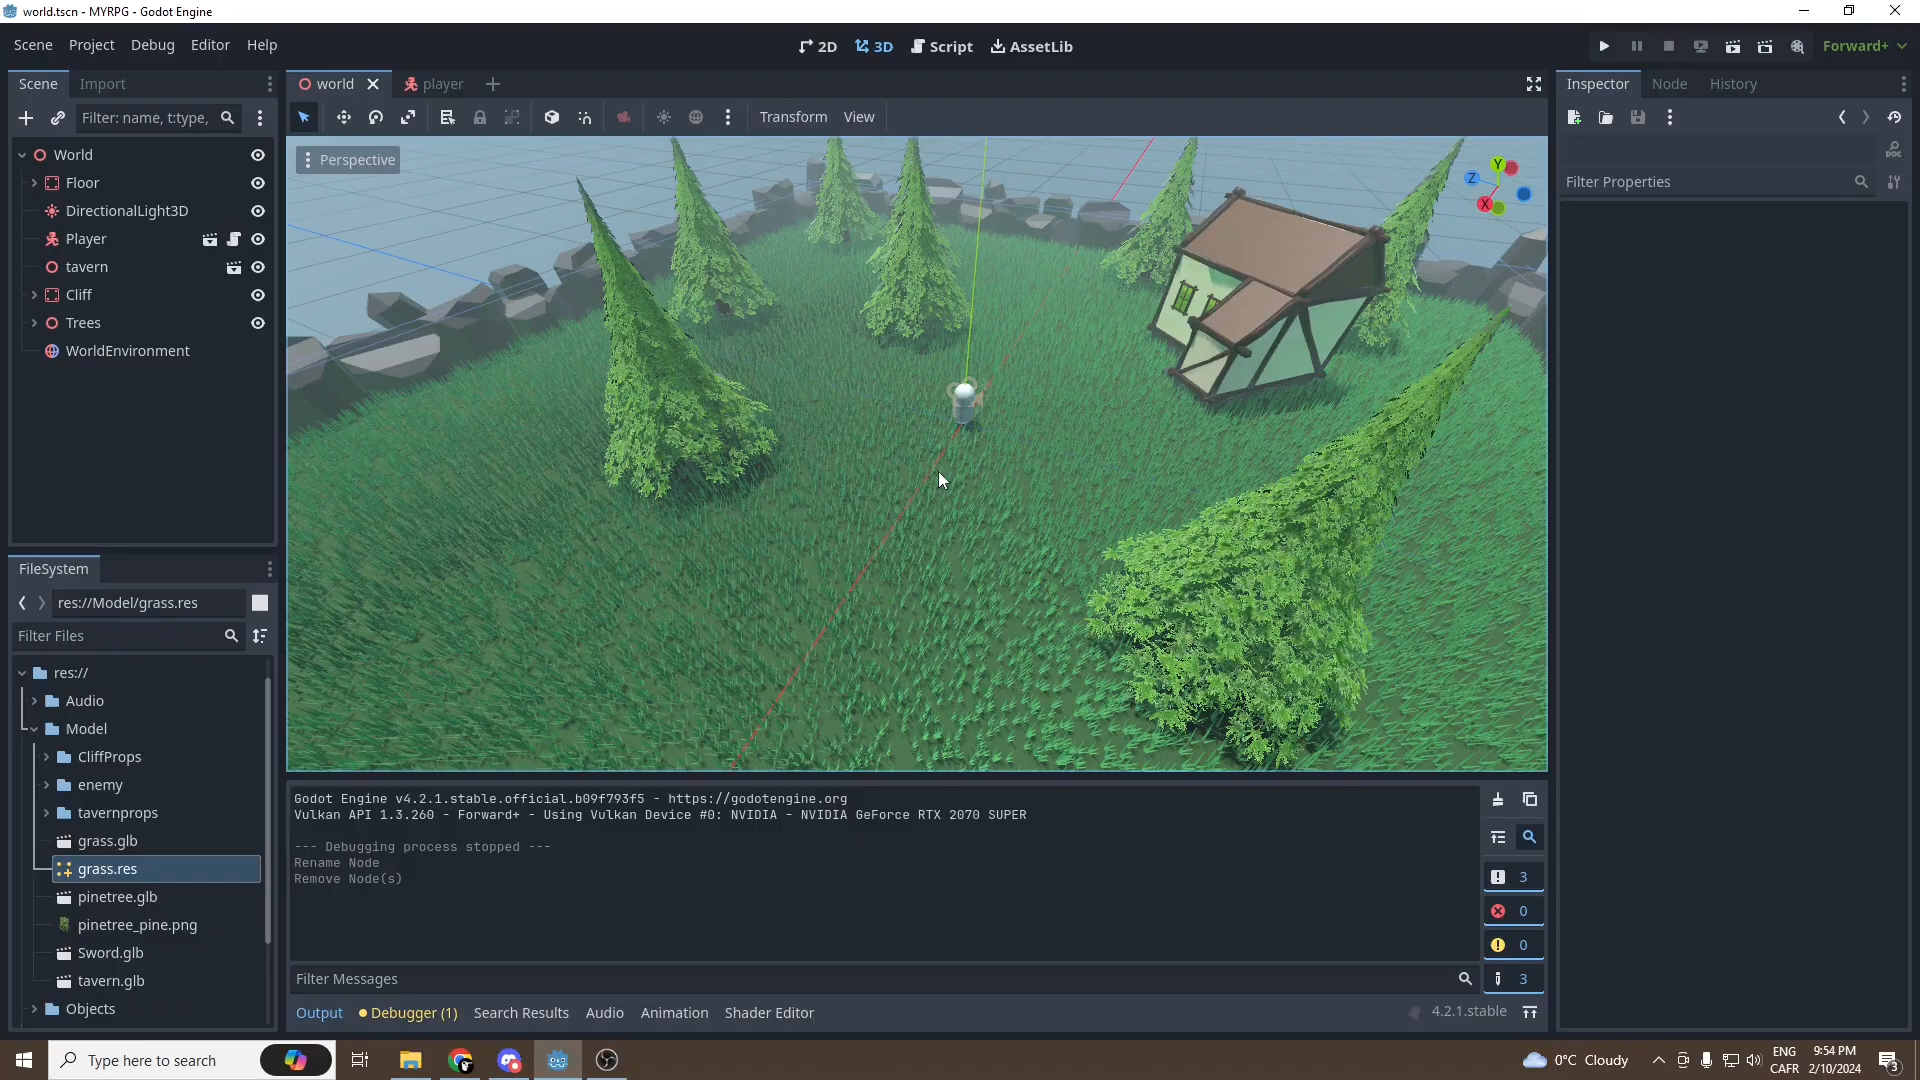 world.tscn - MYRPG - Godot Engine
Scene Project Debug Editor Help
2D 3D Script AssetLib
Forward+
Scene Import
world player
Inspector Node History
Filter: name, t:type,
Transform View
World
Perspective
Y
Z
X
Filter Properties
Floor
DirectionalLight3D
Player
tavern
Cliff
Trees
WorldEnvironment
FileSystem
res://Model/grass.res
Filter Files
res://
Audio
Model
CliffProps
enemy
tavernprops
grass.glb
grass.res
pinetree.glb
pinetree_pine.png
Sword.glb
tavern.glb
Objects
Godot Engine v4.2.1.stable.official.b09f793f5 - https://godotengine.org
Vulkan API 1.3.260 - Forward+ - Using Vulkan Device #0: NVIDIA - NVIDIA GeForce RTX 2070 SUPER
--- Debugging process stopped ---
Rename Node
Remove Node(s)
3
0
0
3
Filter Messages
Output Debugger (1) Search Results Audio Animation Shader Editor
4.2.1.stable
Type here to search
0°C Cloudy
ENG
CAFR
9:54 PM
2/10/2024
3
DOC